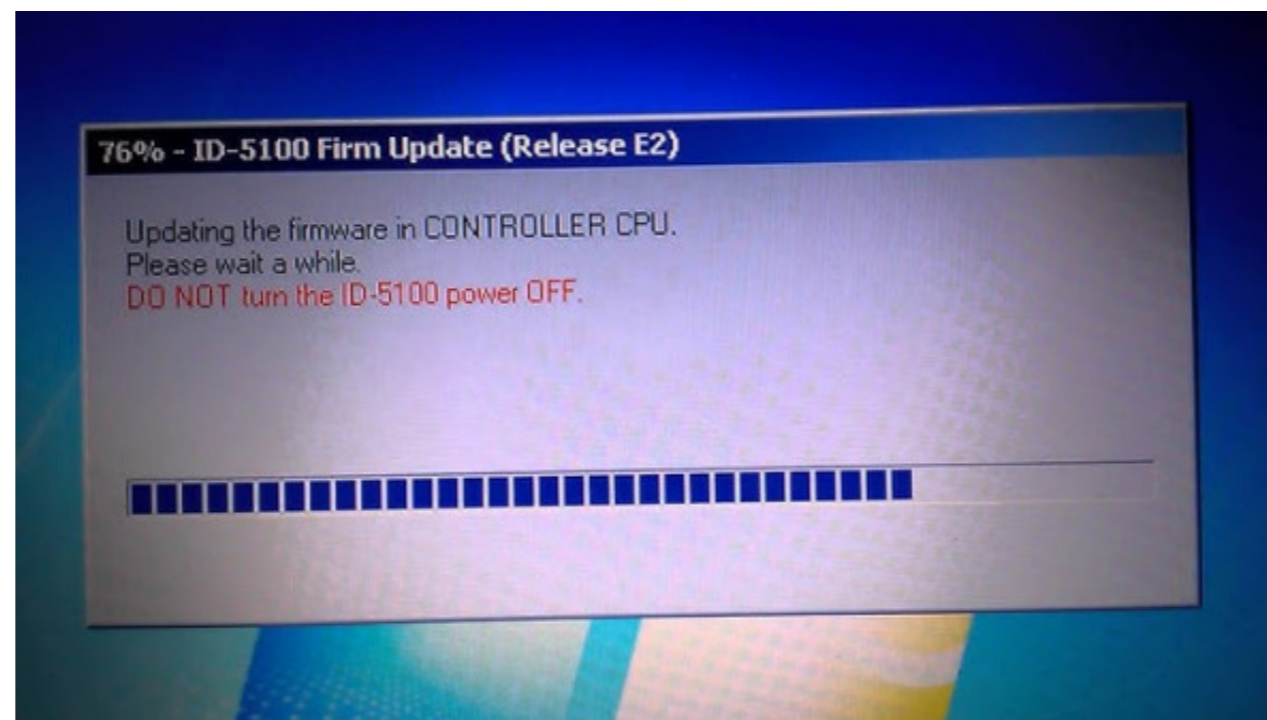 76% - ID-5100 Firm Update (Release E2)
Updating the firmware in CONTROLLER CPU.
Please wait a while.
DO NOT turn the ID-5100 power OFF.